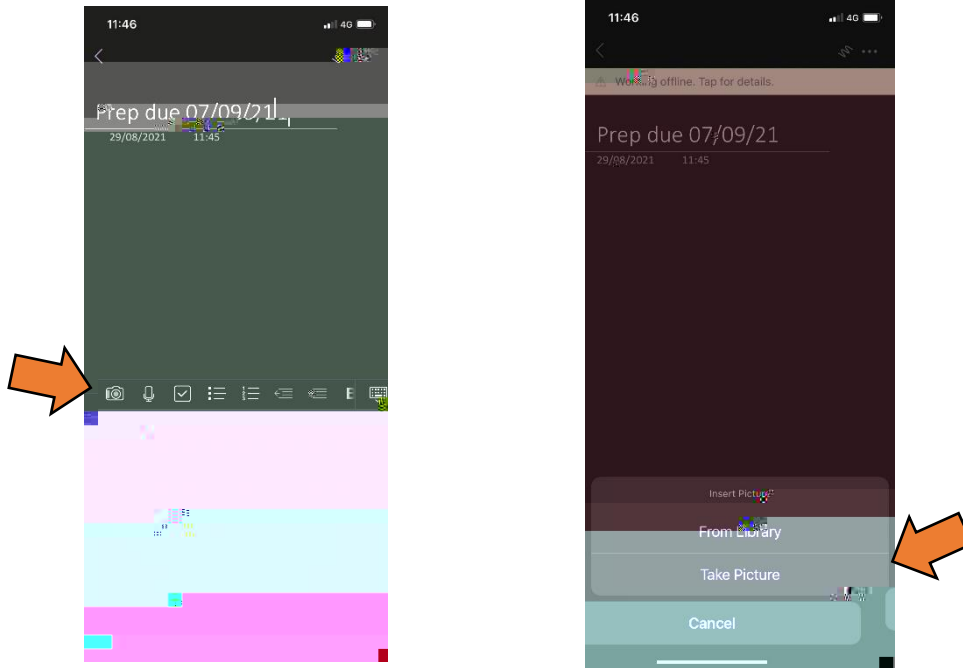 11:46
4G
Prep due 07/09/21
29/08/2021 11:45
11:46
4G
Working offline. Tap for details.
Prep due 07/09/21
29/08/2021 11:45
Insert Picture
From Library
Take Picture
Cancel